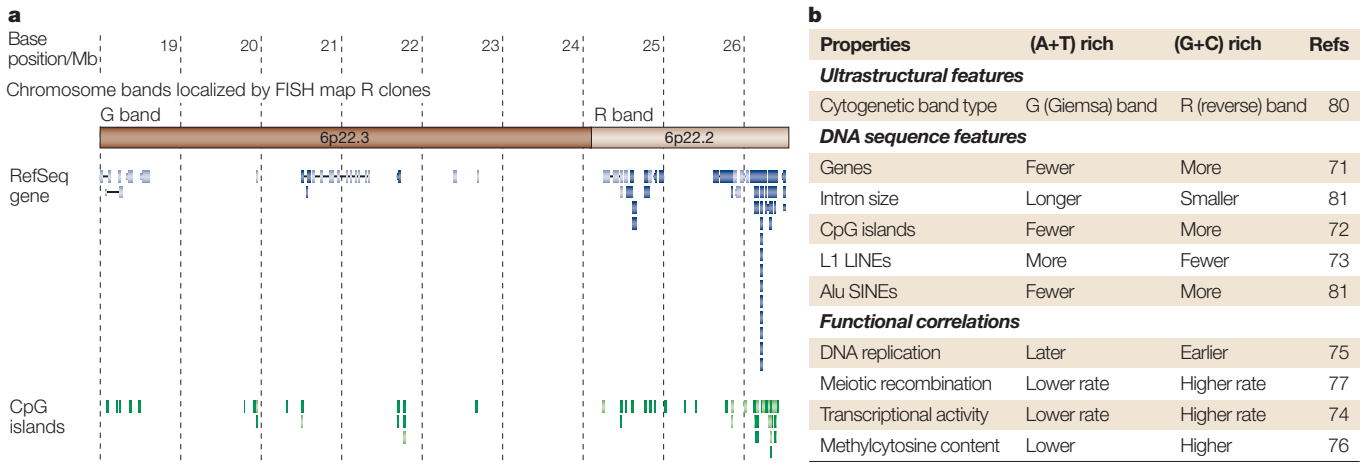 a
Base position/Mb 19 20 21 22 23 24 25 26
Chromosome bands localized by FISH map R clones
G band R band
6p22.3 6p22.2
RefSeq gene
CpG islands
b
Properties (A+T) rich (G+C) rich Refs
Ultrastructural features
Cytogenetic band type G (Giemsa) band R (reverse) band 80
DNA sequence features
Genes Fewer More 71
Intron size Longer Smaller 81
CpG islands Fewer More 72
L1 LINEs More Fewer 73
Alu SINEs Fewer More 81
Functional correlations
DNA replication Later Earlier 75
Meiotic recombination Lower rate Higher rate 77
Transcriptional activity Lower rate Higher rate 74
Methylcytosine content Lower Higher 76